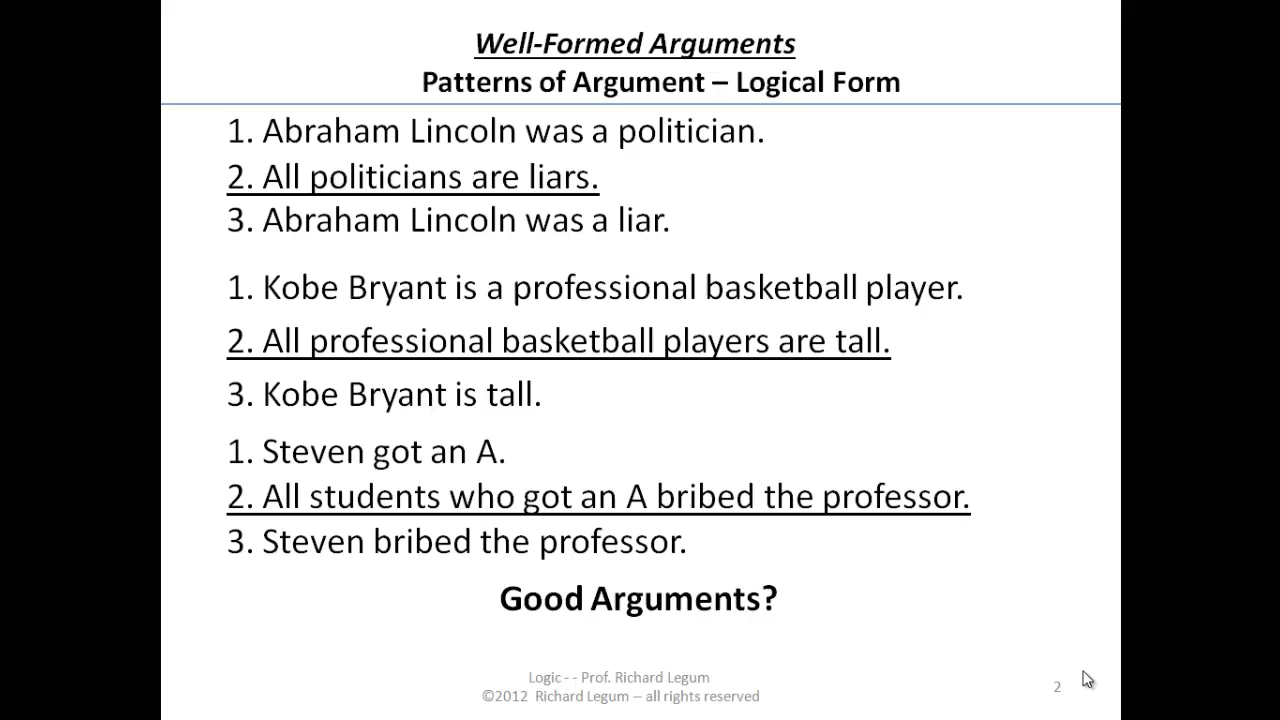 Well-Formed Arguments
Patterns of Argument – Logical Form
1. Abraham Lincoln was a politician.
2. All politicians are liars.
3. Abraham Lincoln was a liar.
1. Kobe Bryant is a professional basketball player.
2. All professional basketball players are tall.
3. Kobe Bryant is tall.
1. Steven got an A.
2. All students who got an A bribed the professor.
3. Steven bribed the professor.
Good Arguments?
Logic - - Prof. Richard Legum
©2012 Richard Legum – all rights reserved
2